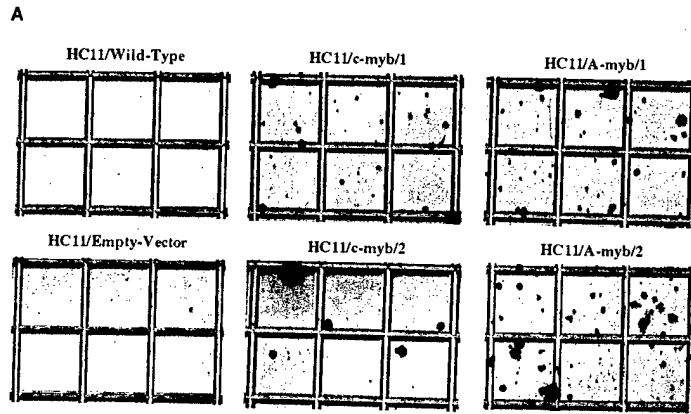 A
HC11/Wild-Type
HC11/c-myb/1
HC11/A-myb/1
HC11/Empty-Vector
HC11/c-myb/2
HC11/A-myb/2